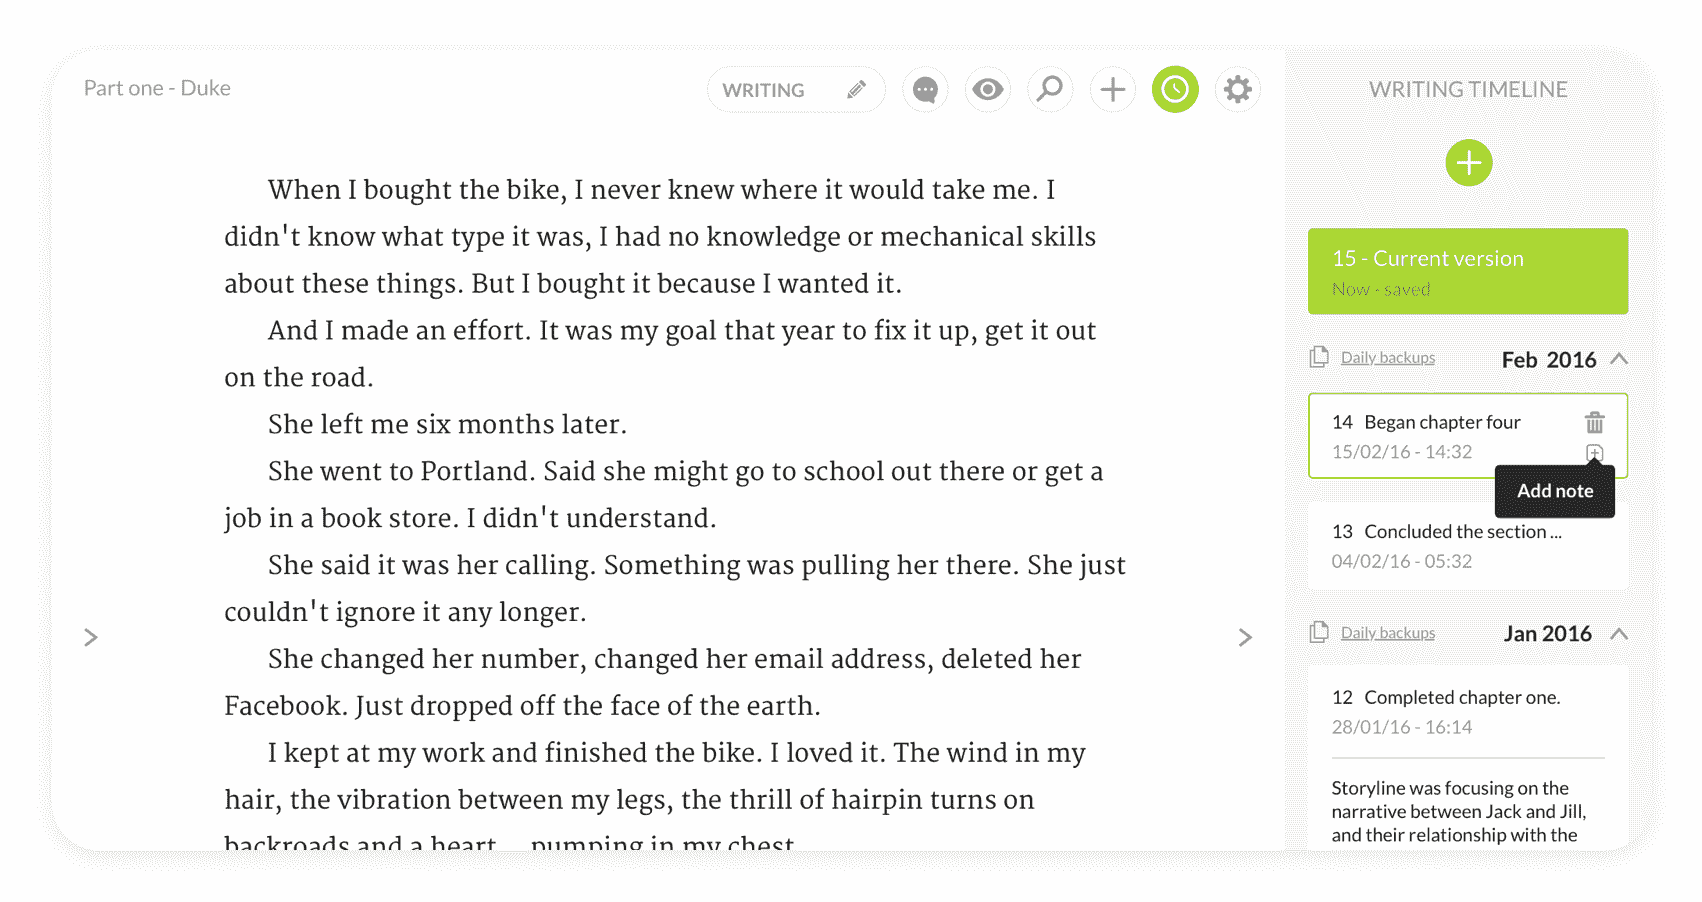 Part one - Duke
WRITING
WRITING TIMELINE
When I bought the bike, I never knew where it would take me. I
didn't know what type it was, I had no knowledge or mechanical skills
about these things. But I bought it because I wanted it.
And I made an effort. It was my goal that year to fix it up, get it out
on the road.
She left me six months later.
She went to Portland. Said she might go to school out there or get a
job in a book store. I didn't understand.
She said it was her calling. Something was pulling her there. She just
couldn't ignore it any longer.
She changed her number, changed her email address, deleted her
Facebook. Just dropped off the face of the earth.
I kept at my work and finished the bike. I loved it. The wind in my
hair, the vibration between my legs, the thrill of hairpin turns on
backroads and a heart pumping in my chest.
15 - Current version
Now - saved
Daily backups Feb 2016
14 Began chapter four
15/02/16 - 14:32
Add note
13 Concluded the section ...
04/02/16 - 05:32
Daily backups Jan 2016
12 Completed chapter one.
28/01/16 - 16:14
Storyline was focusing on the
narrative between Jack and Jill,
and their relationship with the